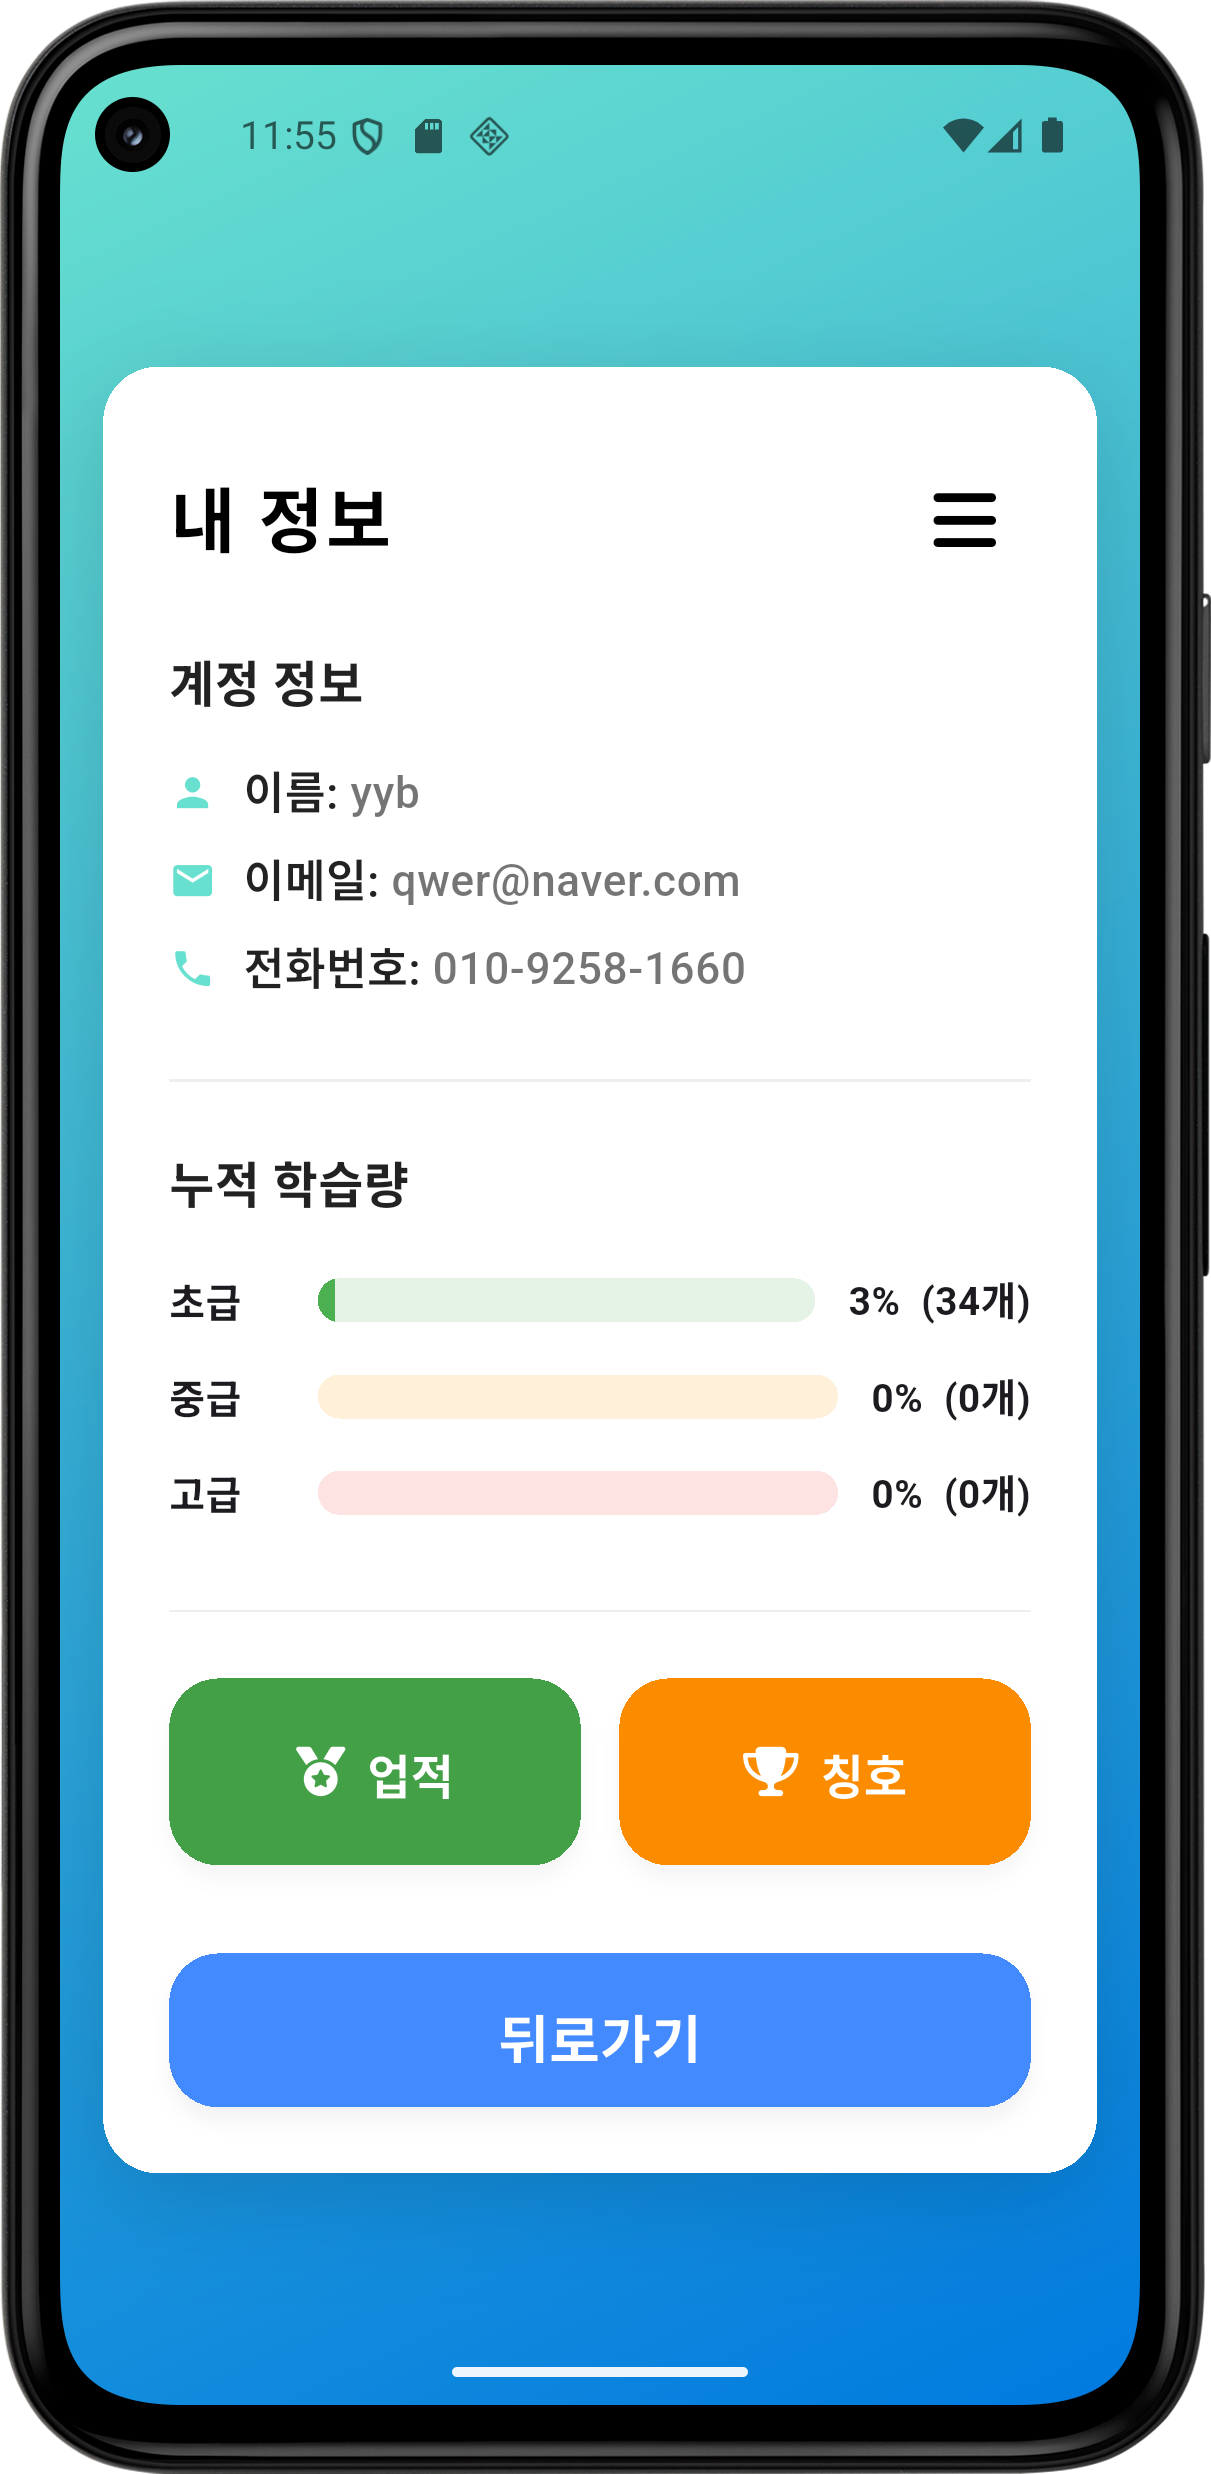 11:55
내 정보
계정 정보
이름: yyb
이메일: qwer@naver.com
전화번호: 010-9258-1660
누적 학습량
초급 3% (34개)
중급 0% (0개)
고급 0% (0개)
업적 칭호
뒤로가기